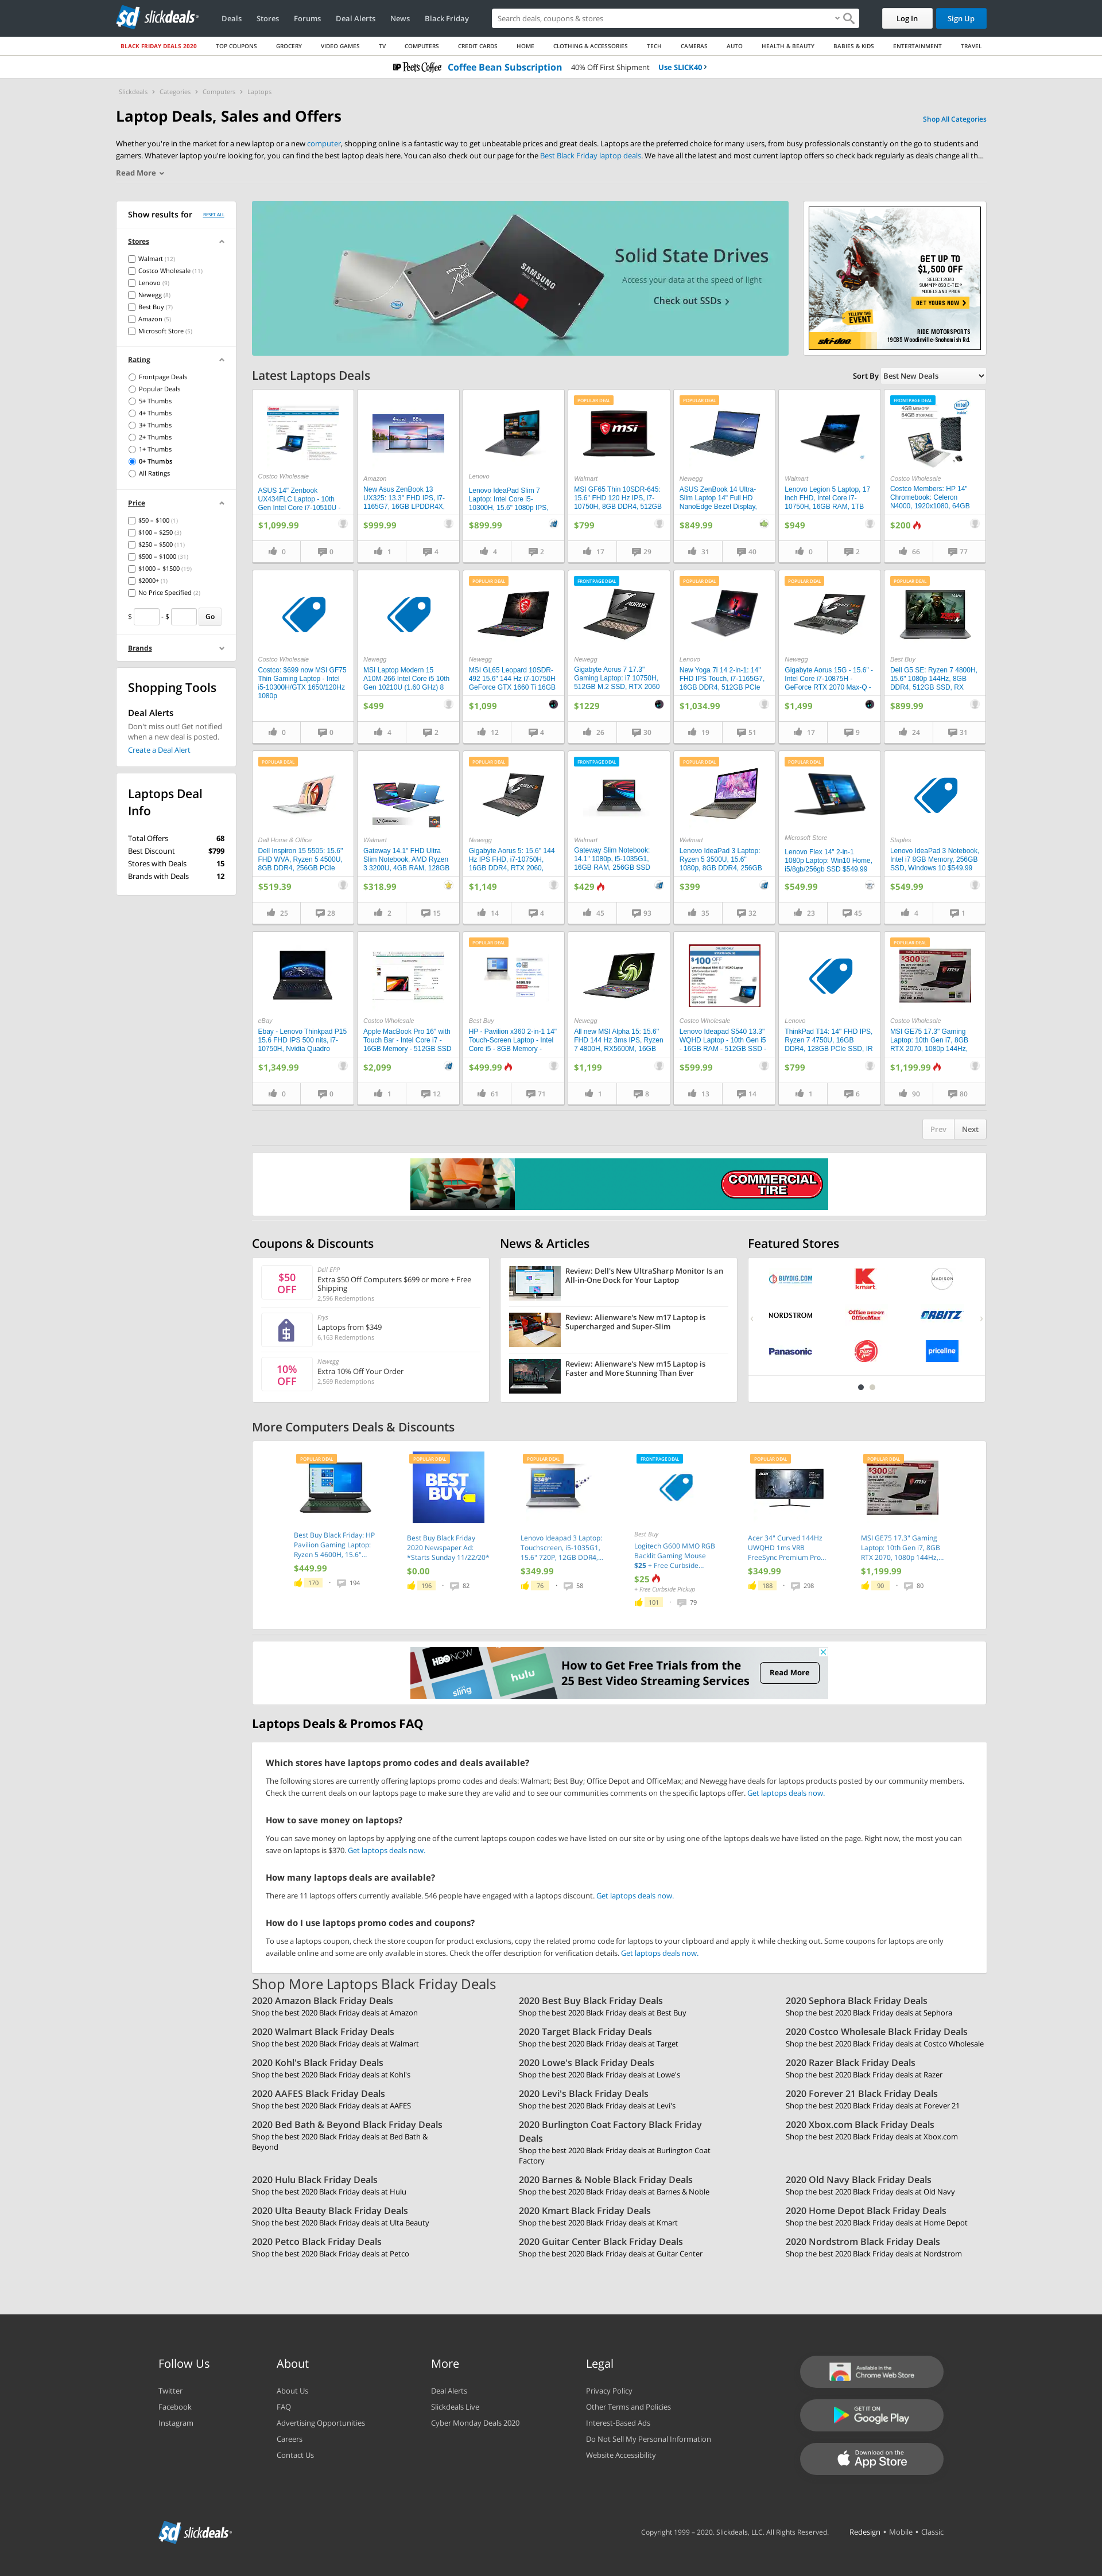 slickdeals
Deals Stores Forums Deal Alerts News Black Friday
Search deals, coupons & stores
Log In
Sign Up
BLACK FRIDAY DEALS 2020 TOP COUPONS GROCERY VIDEO GAMES TV COMPUTERS CREDIT CARDS HOME CLOTHING & ACCESSORIES TECH CAMERAS AUTO HEALTH & BEAUTY BABIES & KIDS ENTERTAINMENT TRAVEL
Peet's Coffee Coffee Bean Subscription 40% Off First Shipment Use SLICK40
Slickdeals > Categories > Computers > Laptops
Laptop Deals, Sales and Offers
Shop All Categories
Whether you're in the market for a new laptop or a new computer, shopping online is a fantastic way to get unbeatable prices and great deals. Laptops are the preferred choice for many users, from busy professionals constantly on the go to students and
gamers. Whatever laptop you're looking for, you can find the best laptop deals here. You can also check out our page for the Best Black Friday laptop deals. We have all the latest and most current laptop offers so check back regularly as deals change all th...
Read More
Show results for
RESET ALL
Stores
Walmart (12)
Costco Wholesale (11)
Lenovo (9)
Newegg (8)
Best Buy (7)
Amazon (5)
Microsoft Store (5)
Rating
Frontpage Deals
Popular Deals
5+ Thumbs
4+ Thumbs
3+ Thumbs
2+ Thumbs
1+ Thumbs
0+ Thumbs
All Ratings
Price
$50 – $100 (1)
$100 – $250 (3)
$250 – $500 (11)
$500 – $1000 (31)
$1000 – $1500 (19)
$2000+ (1)
No Price Specified (2)
$ - $ Go
Brands
Shopping Tools
Deal Alerts
Don't miss out! Get notified
when a new deal is posted.
Create a Deal Alert
Laptops Deal
Info
Total Offers 68
Best Discount $799
Stores with Deals 15
Brands with Deals 12
SAMSUNG
Solid State Drives
Access your data at the speed of light
Check out SSDs
GET UP TO
$1,500 OFF
SELECT 2020
SUMMIT® 850 E-TEC®
MODELS AND PRIOR
GET YOURS NOW
YELLOW THIS
EVENT
ski-doo
RIDE MOTORSPORTS
19035 Woodinville-Snohomish Rd.
Latest Laptops Deals
Sort By Best New Deals
Costco Wholesale
ASUS 14" Zenbook
UX434FLC Laptop - 10th
Gen Intel Core i7-10510U -
$1,099.99
0 0
Amazon
New Asus ZenBook 13
UX325: 13.3'' FHD IPS, i7-
1165G7, 16GB LPDDR4X,
$999.99
1 4
Lenovo
Lenovo IdeaPad Slim 7
Laptop: Intel Core i5-
10300H, 15.6" 1080p IPS,
$899.99
4 2
POPULAR DEAL
Walmart
MSI GF65 Thin 10SDR-645:
15.6" FHD 120 Hz IPS, i7-
10750H, 8GB DDR4, 512GB
$799
17 29
POPULAR DEAL
Newegg
ASUS ZenBook 14 Ultra-
Slim Laptop 14" Full HD
NanoEdge Bezel Display,
$849.99
31 40
Walmart
Lenovo Legion 5 Laptop, 17
inch FHD, Intel Core i7-
10750H, 16GB RAM, 1TB
$949
0 2
FRONTPAGE DEAL
Costco Wholesale
Costco Members: HP 14"
Chromebook: Celeron
N4000, 1920x1080, 64GB
$200
66 77
Costco Wholesale
Costco: $699 now MSI GF75
Thin Gaming Laptop - Intel
i5-10300H/GTX 1650/120Hz
1080p
0 0
Newegg
MSI Laptop Modern 15
A10M-266 Intel Core i5 10th
Gen 10210U (1.60 GHz) 8
$499
4 2
POPULAR DEAL
Newegg
MSI GL65 Leopard 10SDR-
492 15.6" 144 Hz i7-10750H
GeForce GTX 1660 Ti 16GB
$1,099
12 4
FRONTPAGE DEAL
Newegg
Gigabyte Aorus 7 17.3"
Gaming Laptop: i7 10750H,
512GB M.2 SSD, RTX 2060
$1229
26 30
POPULAR DEAL
Lenovo
New Yoga 7i 14 2-in-1: 14''
FHD IPS Touch, i7-1165G7,
16GB DDR4, 512GB PCIe
$1,034.99
19 51
POPULAR DEAL
Newegg
Gigabyte Aorus 15G - 15.6" -
Intel Core i7-10875H -
GeForce RTX 2070 Max-Q -
$1,499
17 9
POPULAR DEAL
Best Buy
Dell G5 SE: Ryzen 7 4800H,
15.6" 1080p 144Hz, 8GB
DDR4, 512GB SSD, RX
$899.99
24 31
POPULAR DEAL
Dell Home & Office
Dell Inspiron 15 5505: 15.6''
FHD WVA, Ryzen 5 4500U,
8GB DDR4, 256GB PCIe
$519.39
25 28
Walmart
Gateway 14.1" FHD Ultra
Slim Notebook, AMD Ryzen
3 3200U, 4GB RAM, 128GB
$318.99
2 15
POPULAR DEAL
Newegg
Gigabyte Aorus 5: 15.6" 144
Hz IPS FHD, i7-10750H,
16GB DDR4, RTX 2060,
$1,149
14 4
FRONTPAGE DEAL
Walmart
Gateway Slim Notebook:
14.1" 1080p, i5-1035G1,
16GB RAM, 256GB SSD
$429
45 93
POPULAR DEAL
Walmart
Lenovo IdeaPad 3 Laptop:
Ryzen 5 3500U, 15.6"
1080p, 8GB DDR4, 256GB
$399
35 32
POPULAR DEAL
Microsoft Store
Lenovo Flex 14" 2-in-1
1080p Laptop: Win10 Home,
i5/8gb/256gb SSD $549.99
$549.99
23 45
Staples
Lenovo IdeaPad 3 Notebook,
Intel i7 8GB Memory, 256GB
SSD, Windows 10 $549.99
$549.99
4 1
eBay
Ebay - Lenovo Thinkpad P15
15.6 FHD IPS 500 nits, i7-
10750H, Nvidia Quadro
$1,349.99
0 0
Costco Wholesale
Apple MacBook Pro 16" with
Touch Bar - Intel Core i7 -
16GB Memory - 512GB SSD
$2,099
1 12
POPULAR DEAL
Best Buy
HP - Pavilion x360 2-in-1 14"
Touch-Screen Laptop - Intel
Core i5 - 8GB Memory -
$499.99
61 71
Newegg
All new MSI Alpha 15: 15.6"
FHD 144 Hz 3ms IPS, Ryzen
7 4800H, RX5600M, 16GB
$1,199
1 8
Costco Wholesale
Lenovo Ideapad S540 13.3"
WQHD Laptop - 10th Gen i5
- 16GB RAM - 512GB SSD -
$599.99
13 14
Lenovo
ThinkPad T14: 14" FHD IPS,
Ryzen 7 4750U, 16GB
DDR4, 128GB PCIe SSD, IR
$799
1 6
POPULAR DEAL
Costco Wholesale
MSI GE75 17.3" Gaming
Laptop: 10th Gen i7, 8GB
RTX 2070, 1080p 144Hz,
$1,199.99
90 80
Prev Next
COMMERCIAL
TIRE
Coupons & Discounts
$50
OFF
Dell EPP
Extra $50 Off Computers $699 or more + Free
Shipping
2,596 Redemptions
Frys
Laptops from $349
6,163 Redemptions
10%
OFF
Newegg
Extra 10% Off Your Order
2,569 Redemptions
News & Articles
Review: Dell's New UltraSharp Monitor Is an
All-in-One Dock for Your Laptop
Review: Alienware's New m17 Laptop is
Supercharged and Super-Slim
Review: Alienware's New m15 Laptop is
Faster and More Stunning Than Ever
Featured Stores
BUYDIG.COM
kmart
MADISON
NORDSTROM
Office DEPOT
OfficeMax
ORBITZ
Panasonic
Pizza Hut
priceline
More Computers Deals & Discounts
POPULAR DEAL
Best Buy Black Friday: HP
Pavilion Gaming Laptop:
Ryzen 5 4600H, 15.6"...
$449.99
170 · 194
POPULAR DEAL
BEST
BUY
Best Buy Black Friday
2020 Newspaper Ad:
*Starts Sunday 11/22/20*
$0.00
196 · 82
POPULAR DEAL
Lenovo Ideapad 3 Laptop:
Touchscreen, i5-1035G1,
15.6" 720P, 12GB DDR4,...
$349.99
76 · 58
FRONTPAGE DEAL
Best Buy
Logitech G600 MMO RGB
Backlit Gaming Mouse
$25 + Free Curbside...
$25
+ Free Curbside Pickup
101 · 79
POPULAR DEAL
Acer 34" Curved 144Hz
UWQHD 1ms VRB
FreeSync Premium Pro...
$349.99
188 · 298
POPULAR DEAL
MSI GE75 17.3" Gaming
Laptop: 10th Gen i7, 8GB
RTX 2070, 1080p 144Hz,...
$1,199.99
90 · 80
HBO NOW
hulu
sling
How to Get Free Trials from the
25 Best Video Streaming Services
Read More
Laptops Deals & Promos FAQ
Which stores have laptops promo codes and deals available?
The following stores are currently offering laptops promo codes and deals: Walmart; Best Buy; Office Depot and OfficeMax; and Newegg have deals for laptops products posted by our community members.
Check the current deals on our laptops page to make sure they are valid and to see our communities comments on the specific laptops offer. Get laptops deals now.
How to save money on laptops?
You can save money on laptops by applying one of the current laptops coupon codes we have listed on our site or by using one of the laptops deals we have listed on the page. Right now, the most you can
save on laptops is $370. Get laptops deals now.
How many laptops deals are available?
There are 11 laptops offers currently available. 546 people have engaged with a laptops discount. Get laptops deals now.
How do I use laptops promo codes and coupons?
To use a laptops coupon, check the store coupon for product exclusions, copy the related promo code for laptops to your clipboard and apply it while checking out. Some coupons for laptops are only
available online and some are only available in stores. Check the offer description for verification details. Get laptops deals now.
Shop More Laptops Black Friday Deals
2020 Amazon Black Friday Deals
Shop the best 2020 Black Friday deals at Amazon
2020 Best Buy Black Friday Deals
Shop the best 2020 Black Friday deals at Best Buy
2020 Sephora Black Friday Deals
Shop the best 2020 Black Friday deals at Sephora
2020 Walmart Black Friday Deals
Shop the best 2020 Black Friday deals at Walmart
2020 Target Black Friday Deals
Shop the best 2020 Black Friday deals at Target
2020 Costco Wholesale Black Friday Deals
Shop the best 2020 Black Friday deals at Costco Wholesale
2020 Kohl's Black Friday Deals
Shop the best 2020 Black Friday deals at Kohl's
2020 Lowe's Black Friday Deals
Shop the best 2020 Black Friday deals at Lowe's
2020 Razer Black Friday Deals
Shop the best 2020 Black Friday deals at Razer
2020 AAFES Black Friday Deals
Shop the best 2020 Black Friday deals at AAFES
2020 Levi's Black Friday Deals
Shop the best 2020 Black Friday deals at Levi's
2020 Forever 21 Black Friday Deals
Shop the best 2020 Black Friday deals at Forever 21
2020 Bed Bath & Beyond Black Friday Deals
Shop the best 2020 Black Friday deals at Bed Bath &
Beyond
2020 Burlington Coat Factory Black Friday
Deals
Shop the best 2020 Black Friday deals at Burlington Coat
Factory
2020 Xbox.com Black Friday Deals
Shop the best 2020 Black Friday deals at Xbox.com
2020 Hulu Black Friday Deals
Shop the best 2020 Black Friday deals at Hulu
2020 Barnes & Noble Black Friday Deals
Shop the best 2020 Black Friday deals at Barnes & Noble
2020 Old Navy Black Friday Deals
Shop the best 2020 Black Friday deals at Old Navy
2020 Ulta Beauty Black Friday Deals
Shop the best 2020 Black Friday deals at Ulta Beauty
2020 Kmart Black Friday Deals
Shop the best 2020 Black Friday deals at Kmart
2020 Home Depot Black Friday Deals
Shop the best 2020 Black Friday deals at Home Depot
2020 Petco Black Friday Deals
Shop the best 2020 Black Friday deals at Petco
2020 Guitar Center Black Friday Deals
Shop the best 2020 Black Friday deals at Guitar Center
2020 Nordstrom Black Friday Deals
Shop the best 2020 Black Friday deals at Nordstrom
Follow Us
Twitter
Facebook
Instagram
About
About Us
FAQ
Advertising Opportunities
Careers
Contact Us
More
Deal Alerts
Slickdeals Live
Cyber Monday Deals 2020
Legal
Privacy Policy
Other Terms and Policies
Interest-Based Ads
Do Not Sell My Personal Information
Website Accessibility
Available in the
Chrome Web Store
GET IT ON
Google Play
Download on the
App Store
slickdeals
Copyright 1999 – 2020. Slickdeals, LLC. All Rights Reserved.
Redesign • Mobile • Classic